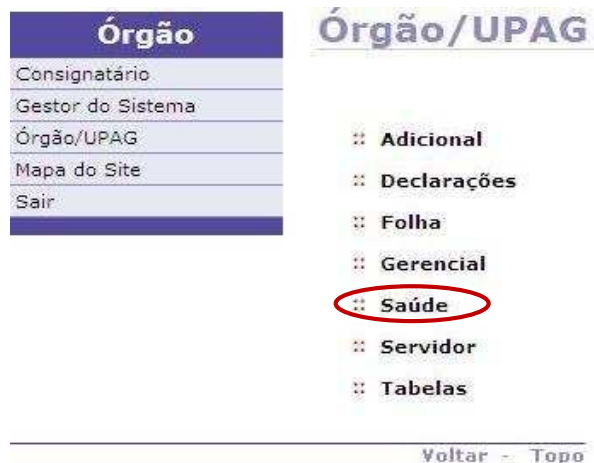 Órgão
Consignatário
Gestor do Sistema
Órgão/UPAG
Mapa do Site
Sair
Órgão/UPAG
:: Adicional
:: Declarações
:: Folha
:: Gerencial
:: Saúde
:: Servidor
:: Tabelas
Voltar - Topo